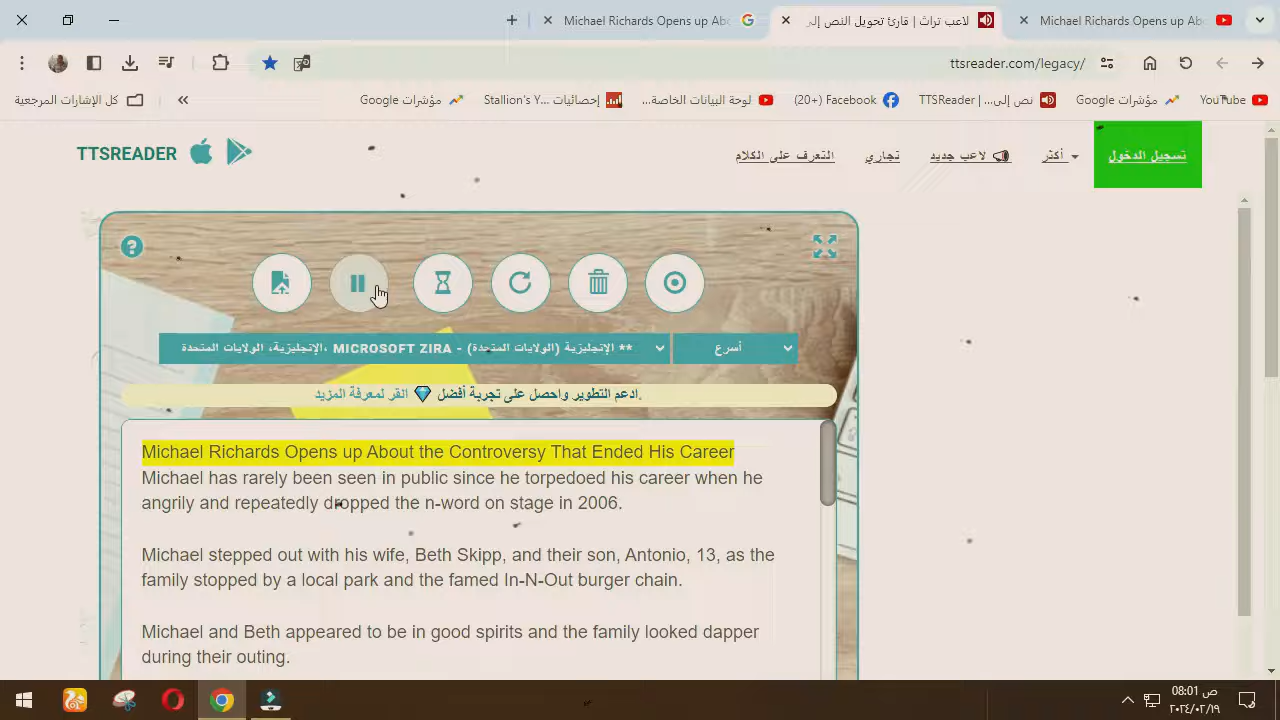 Michael Richards Opens up Abo
لاعب تراث | قارئ تحويل النص إلى
Michael Richards Opens up Abo
ttsreader.com/legacy/
كل الإشارات المرجعية
«
مؤشرات Google
إحصائيات ...Stallion's Y
لوحة البيانات الخاصة...
(20+) Facebook
نص إلى... | TTSReader
مؤشرات Google
YouTube
TTSREADER
التعرف على الكلام
تجاري
لاعب جديد
أكثر
تسجيل الدخول
** الإنجليزية (الولايات المتحدة) - MICROSOFT ZIRA ،الإنجليزية، الولايات المتحدة
أسرع
ادعم التطوير واحصل على تجربة أفضل 💎 القر لمعرفة المزيد.
Michael Richards Opens up About the Controversy That Ended His Career
Michael has rarely been seen in public since he torpedoed his career when he
angrily and repeatedly dropped the n-word on stage in 2006.
Michael stepped out with his wife, Beth Skipp, and their son, Antonio, 13, as the
family stopped by a local park and the famed In-N-Out burger chain.
Michael and Beth appeared to be in good spirits and the family looked dapper
during their outing.
08:01 ص
٢٠٢٤/٠٢/١٩